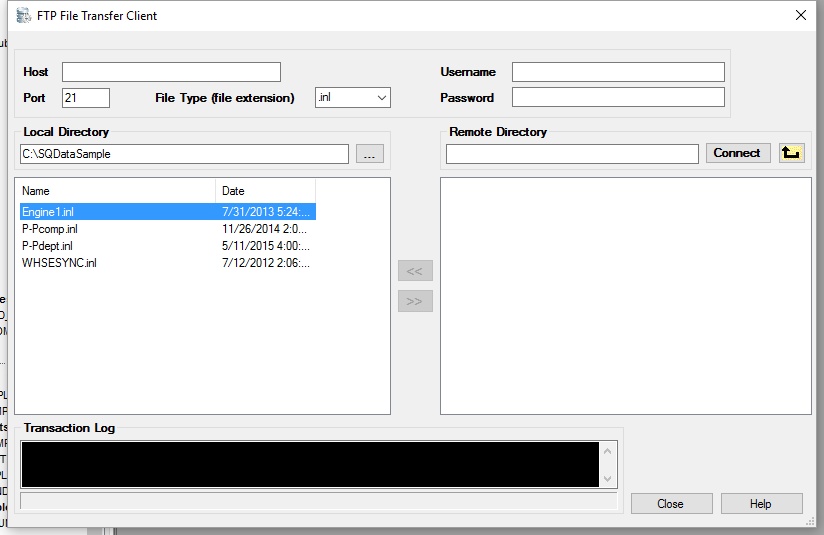 FTP File Transfer Client
Host
Username
Port 21 File Type (file extension) .inl
Password
Local Directory
Remote Directory
C:\SQDataSample ...
Connect
Name Date
Engine1.inl 7/31/2013 5:24:...
P-Pcomp.inl 11/26/2014 2:0...
P-Pdept.inl 5/11/2015 4:00:...
WHSESYNC.inl 7/12/2012 2:06:...
<<
>>
Transaction Log
Close Help